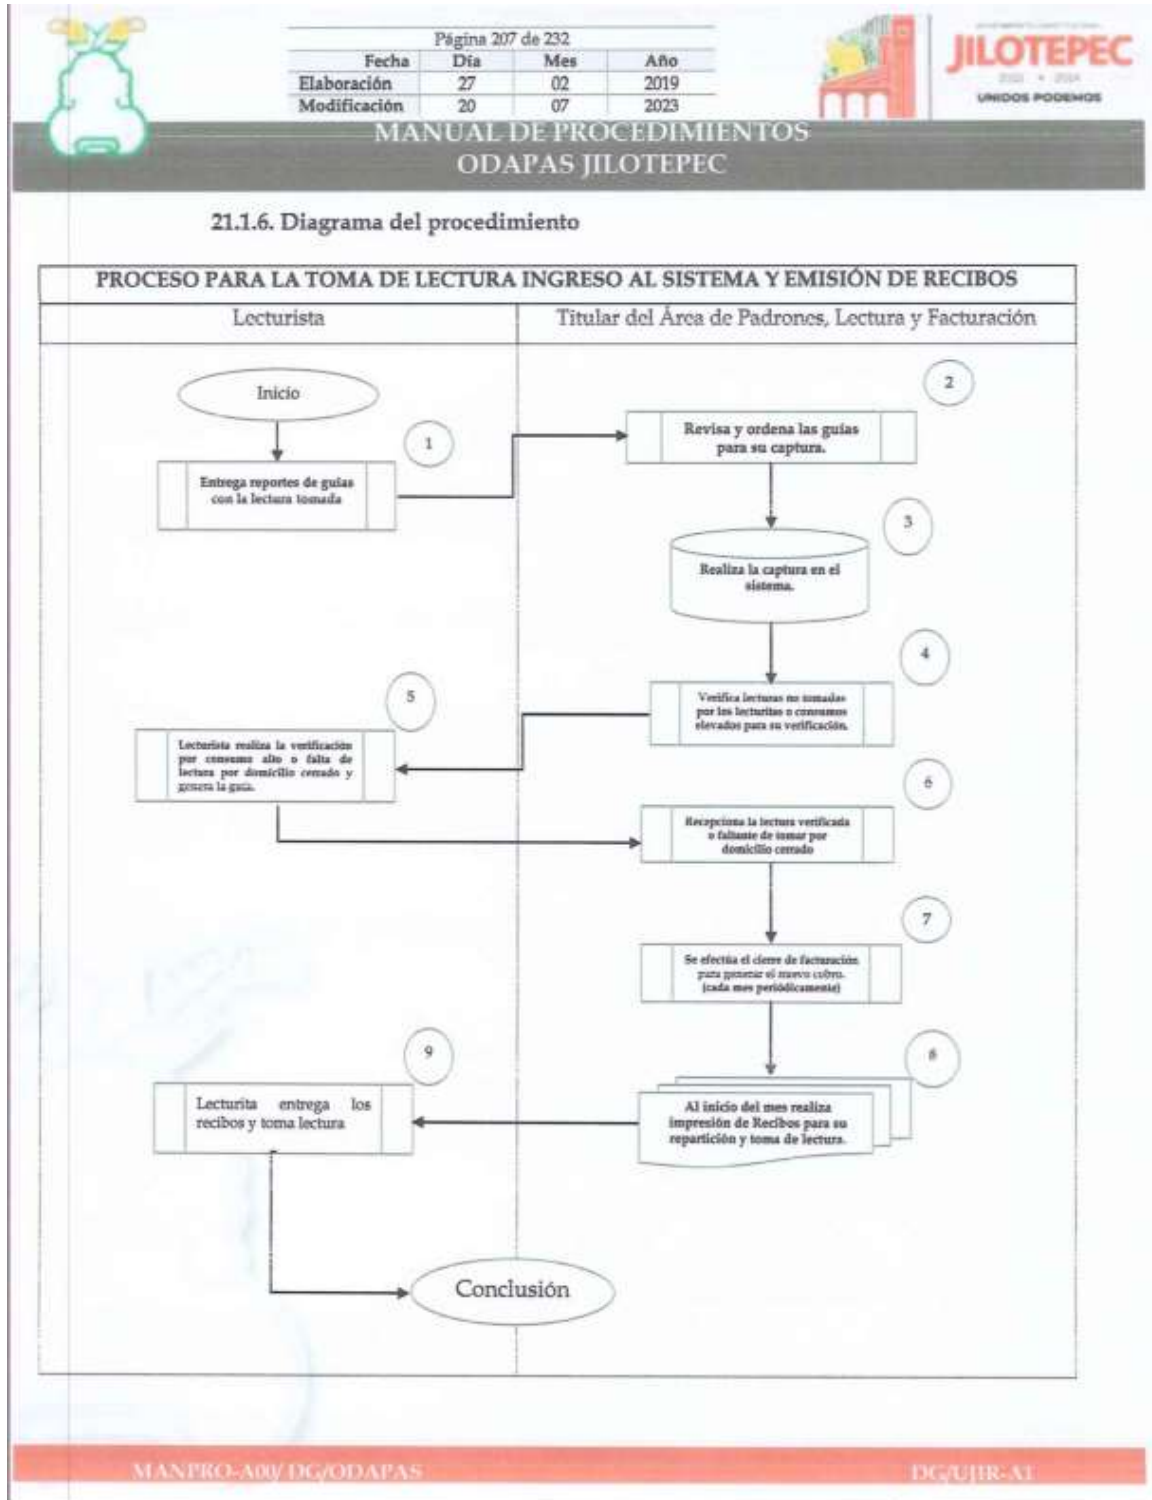 Página 207 de 232
Fecha Día Mes Año
Elaboración 27 02 2019
Modificación 20 07 2023
JILOTEPEC
UNIDOS PODEMOS
MANUAL DE PROCEDIMIENTOS
ODAPAS JILOTEPEC
21.1.6. Diagrama del procedimiento
PROCESO PARA LA TOMA DE LECTURA INGRESO AL SISTEMA Y EMISIÓN DE RECIBOS
Lecturista Titular del Área de Padrones, Lectura y Facturación
Inicio
1
Entrega reportes de guías
con la lectura tomada
2
Revisa y ordena las guías
para su captura.
3
Realiza la captura en el
sistema.
4
Verifica lecturas no tomadas
por los lecturitas o consumos
elevados para su verificación.
5
Lecturista realiza la verificación
por consumo alto o falta de
lectura por domicilio cerrado y
genera la guía.
6
Recepciona la lectura verificada
o faltante de tomar por
domicilio cerrado
7
Se efectúa el cierre de facturación
para generar el nuevo cobro.
(cada mes periódicamente)
8
Al inicio del mes realiza
impresión de Recibos para su
repartición y toma de lectura.
9
Lecturita entrega los
recibos y toma lectura
Conclusión
MANPRO-A00/ DG/ODAPAS
DG/UJIR-A1